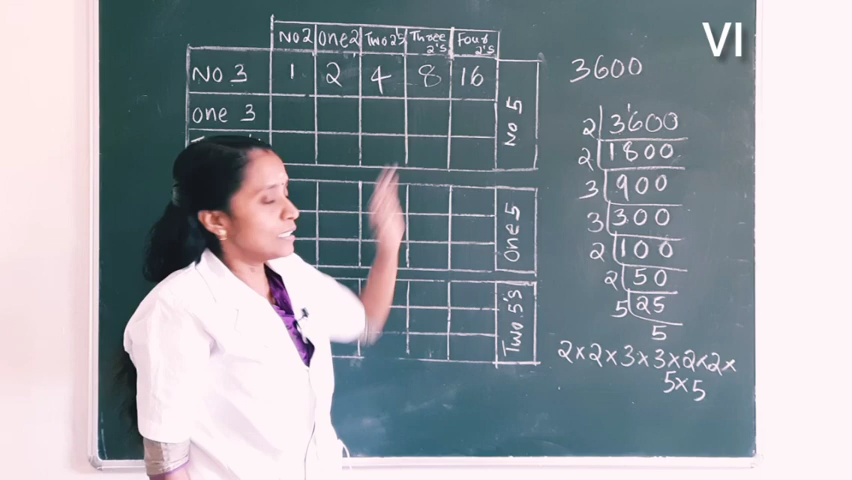 VI
No 2 One 2 Two 2's Three 2's Four 2's
No 3 1 2 4 8 16
One 3
No 5
One 5
Two 5's
3600
2 3600
2 1800
3 900
3 300
2 100
2 50
5 25
5
2×2×3×3×2×2×
5×5